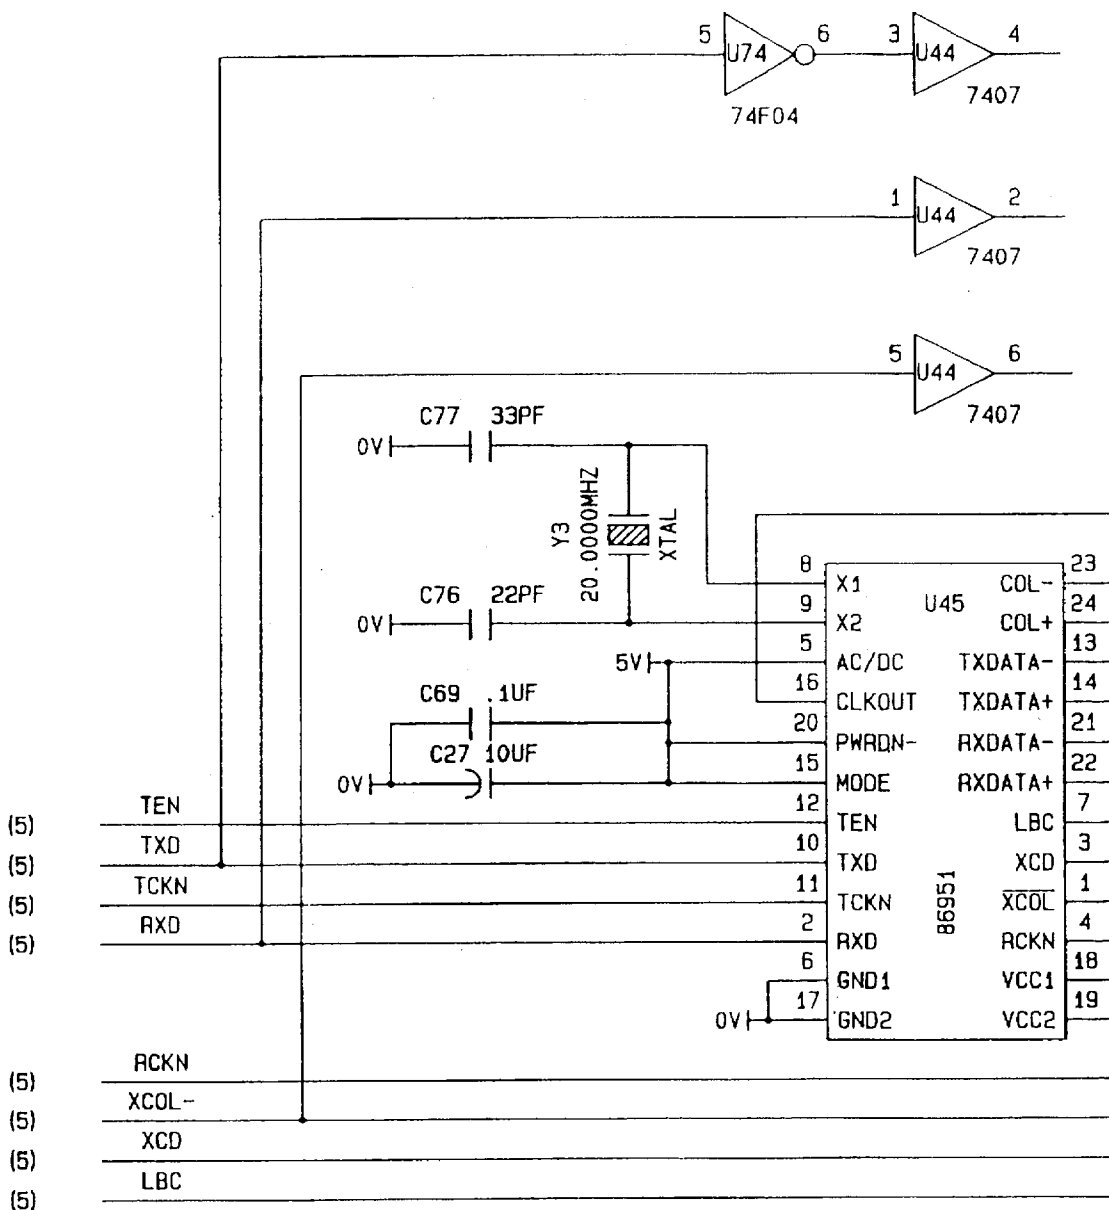 5 U74 6 3 U44 4
74F04 7407
1 U44 2
7407
5 U44 6
7407
C77 33PF
0V
Y3
20.0000MHZ
XTAL
C76 22PF
0V
5V
C69 .1UF
C27 10UF
0V
U45
86951
8 X1 COL- 23
9 X2 COL+ 24
5 AC/DC TXDATA- 13
16 CLKOUT TXDATA+ 14
20 PWRDN- RXDATA- 21
15 MODE RXDATA+ 22
12 TEN LBC 7
10 TXD XCD 3
11 TCKN XCOL 1
2 RXD RCKN 4
6 GND1 VCC1 18
17 GND2 VCC2 19
0V
(5) TEN
(5) TXD
(5) TCKN
(5) RXD
(5) RCKN
(5) XCOL-
(5) XCD
(5) LBC